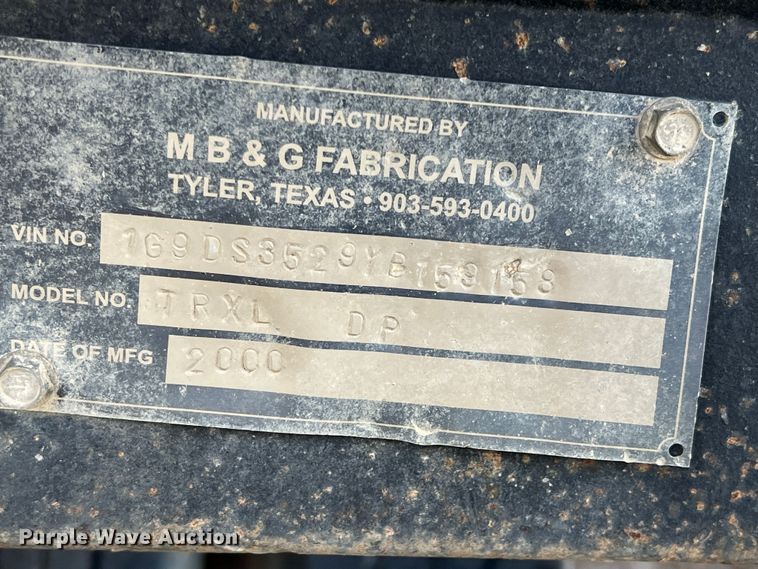 MANUFACTURED BY
M B & G FABRICATION
TYLER, TEXAS • 903-593-0400
VIN NO. 1G9DS3529YB159158
MODEL NO. TRXL DP
DATE OF MFG 2000
Purple Wave Auction